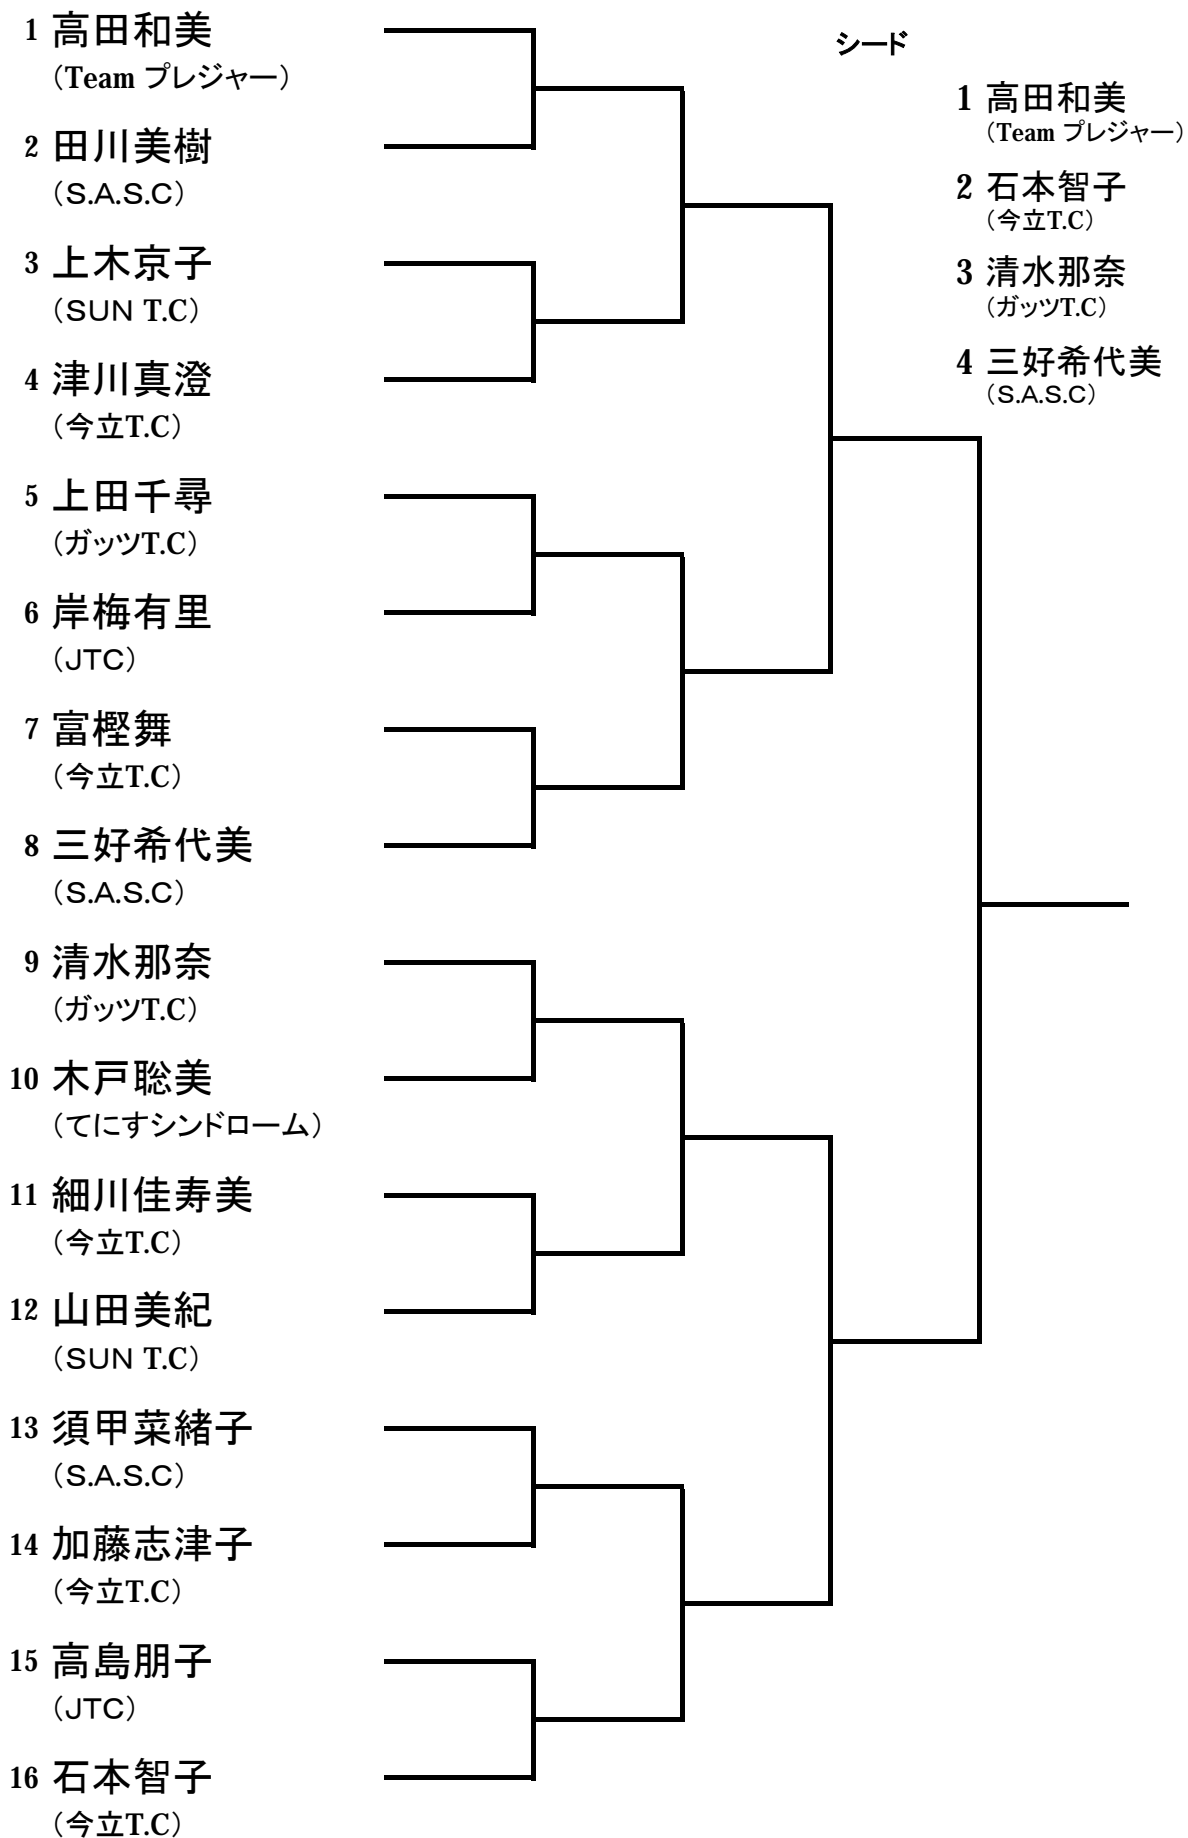 1 高田和美
（Team プレジャー）
2 田川美樹
（S.A.S.C）
3 上木京子
（SUN T.C）
4 津川真澄
（今立T.C）
5 上田千尋
（ガッツT.C）
6 岸梅有里
（JTC）
7 富樫舞
（今立T.C）
8 三好希代美
（S.A.S.C）
9 清水那奈
（ガッツT.C）
10 木戸聡美
（てにすシンドローム）
11 細川佳寿美
（今立T.C）
12 山田美紀
（SUN T.C）
13 須甲菜緒子
（S.A.S.C）
14 加藤志津子
（今立T.C）
15 高島朋子
（JTC）
16 石本智子
（今立T.C）
シード
1 高田和美
（Team プレジャー）
2 石本智子
（今立T.C）
3 清水那奈
（ガッツT.C）
4 三好希代美
（S.A.S.C）